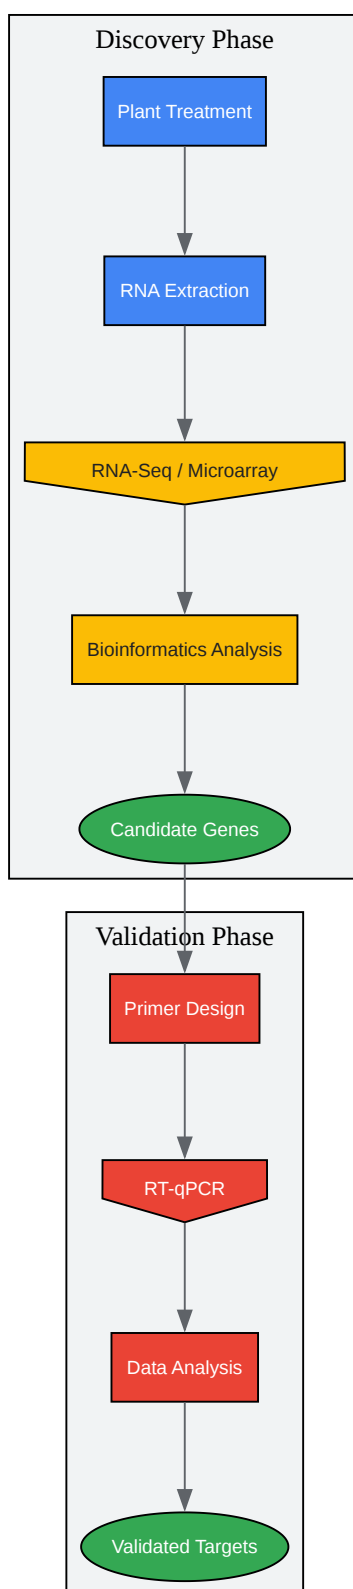 Discovery Phase
Plant Treatment
RNA Extraction
RNA-Seq / Microarray
Bioinformatics Analysis
Candidate Genes
Validation Phase
Primer Design
RT-qPCR
Data Analysis
Validated Targets